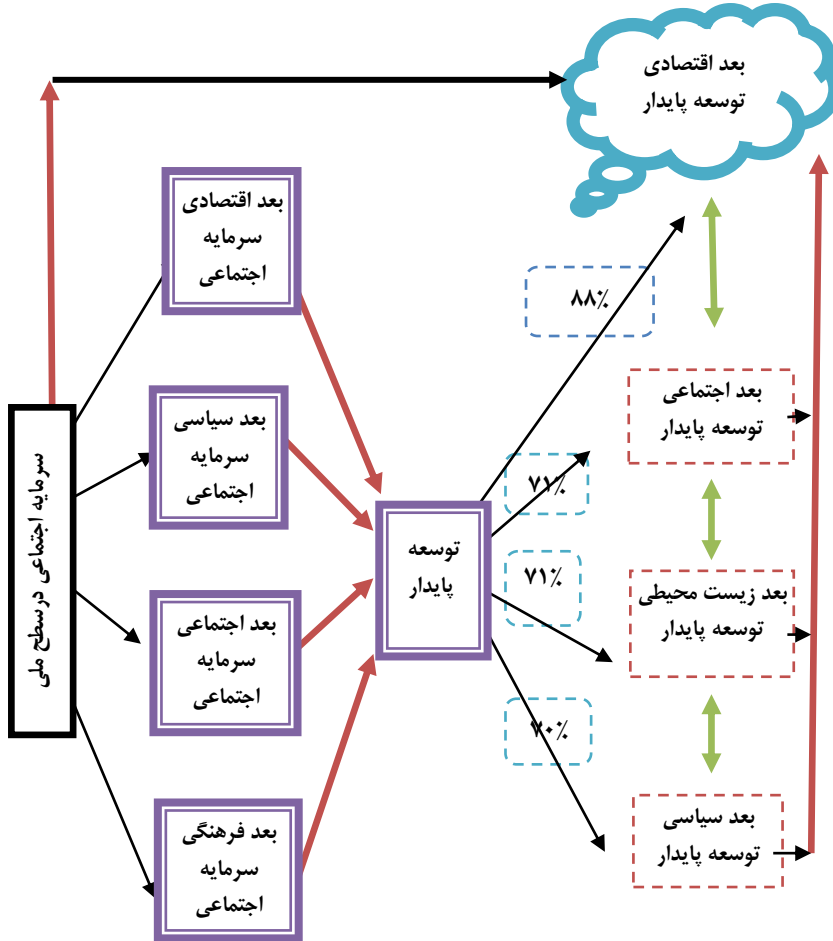 بعد اقتصادی
توسعه پایدار
بعد اقتصادی
سرمایه
اجتماعی
۸۸٪
بعد اجتماعی
توسعه پایدار
بعد سیاسی
سرمایه
اجتماعی
۷۱٪
سرمایه اجتماعی درسطح ملی
توسعه
پایدار
۷۱٪
بعد زیست محیطی
توسعه پایدار
بعد اجتماعی
سرمایه
اجتماعی
۷۰٪
بعد سیاسی
توسعه پایدار
بعد فرهنگی
سرمایه
اجتماعی